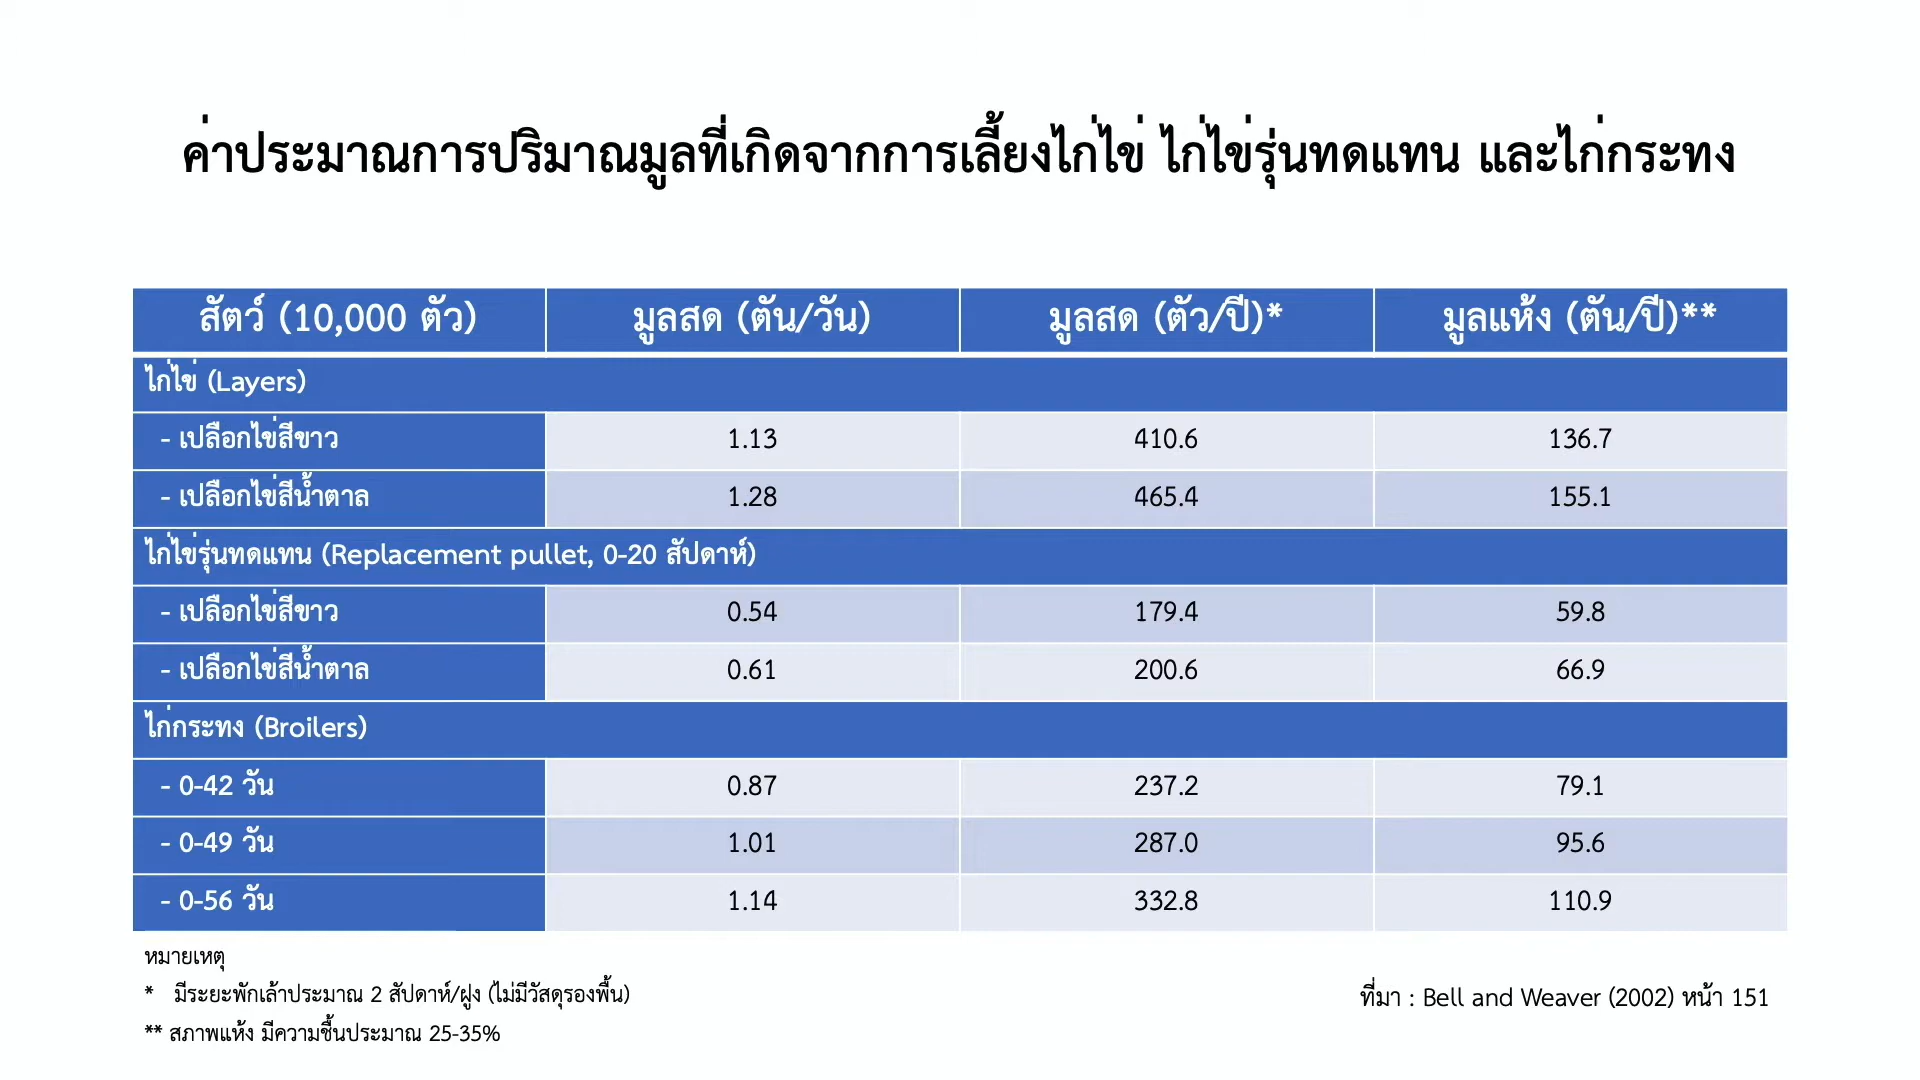 ค่าประมาณการปริมาณมูลที่เกิดจากการเลี้ยงไก่ไข่ ไก่ไข่รุ่นทดแทน และไก่กระทง
สัตว์ (10,000 ตัว) มูลสด (ตัน/วัน) มูลสด (ตัว/ปี)* มูลแห้ง (ตัน/ปี)**
ไก่ไข่ (Layers)
- เปลือกไข่สีขาว 1.13 410.6 136.7
- เปลือกไข่สีน้ำตาล 1.28 465.4 155.1
ไก่ไข่รุ่นทดแทน (Replacement pullet, 0-20 สัปดาห์)
- เปลือกไข่สีขาว 0.54 179.4 59.8
- เปลือกไข่สีน้ำตาล 0.61 200.6 66.9
ไก่กระทง (Broilers)
- 0-42 วัน 0.87 237.2 79.1
- 0-49 วัน 1.01 287.0 95.6
- 0-56 วัน 1.14 332.8 110.9
หมายเหตุ
* มีระยะพักเล้าประมาณ 2 สัปดาห์/ฝูง (ไม่มีวัสดุรองพื้น)
** สภาพแห้ง มีความชื้นประมาณ 25-35%
ที่มา : Bell and Weaver (2002) หน้า 151